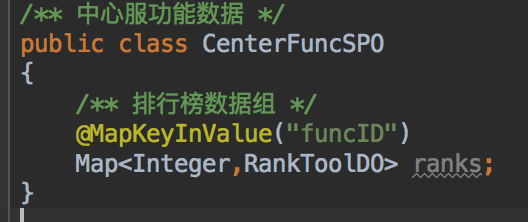 /** 中心服功能数据 */
public class CenterFuncSPO
{
/** 排行榜数据组 */
@MapKeyInValue("funcID")
Map<Integer,RankToolDO> ranks;
}